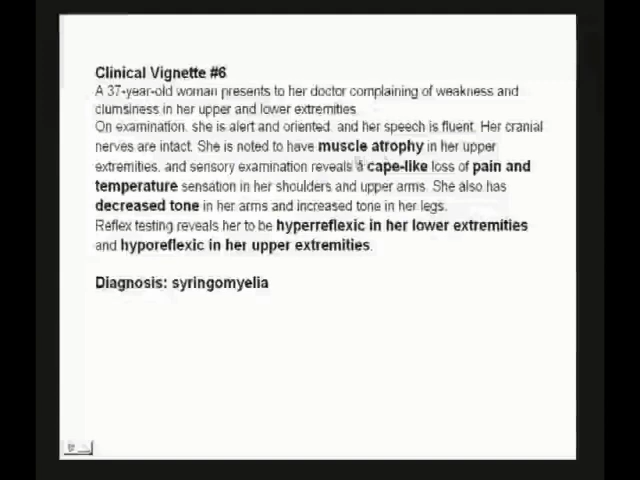 Clinical Vignette #6
A 37-year-old woman presents to her doctor complaining of weakness and
clumsiness in her upper and lower extremities.
On examination, she is alert and oriented, and her speech is fluent. Her cranial
nerves are intact. She is noted to have muscle atrophy in her upper
extremities, and sensory examination reveals a cape-like loss of pain and
temperature sensation in her shoulders and upper arms. She also has
decreased tone in her arms and increased tone in her legs.
Reflex testing reveals her to be hyperreflexic in her lower extremities
and hyporeflexic in her upper extremities.
Diagnosis: syringomyelia